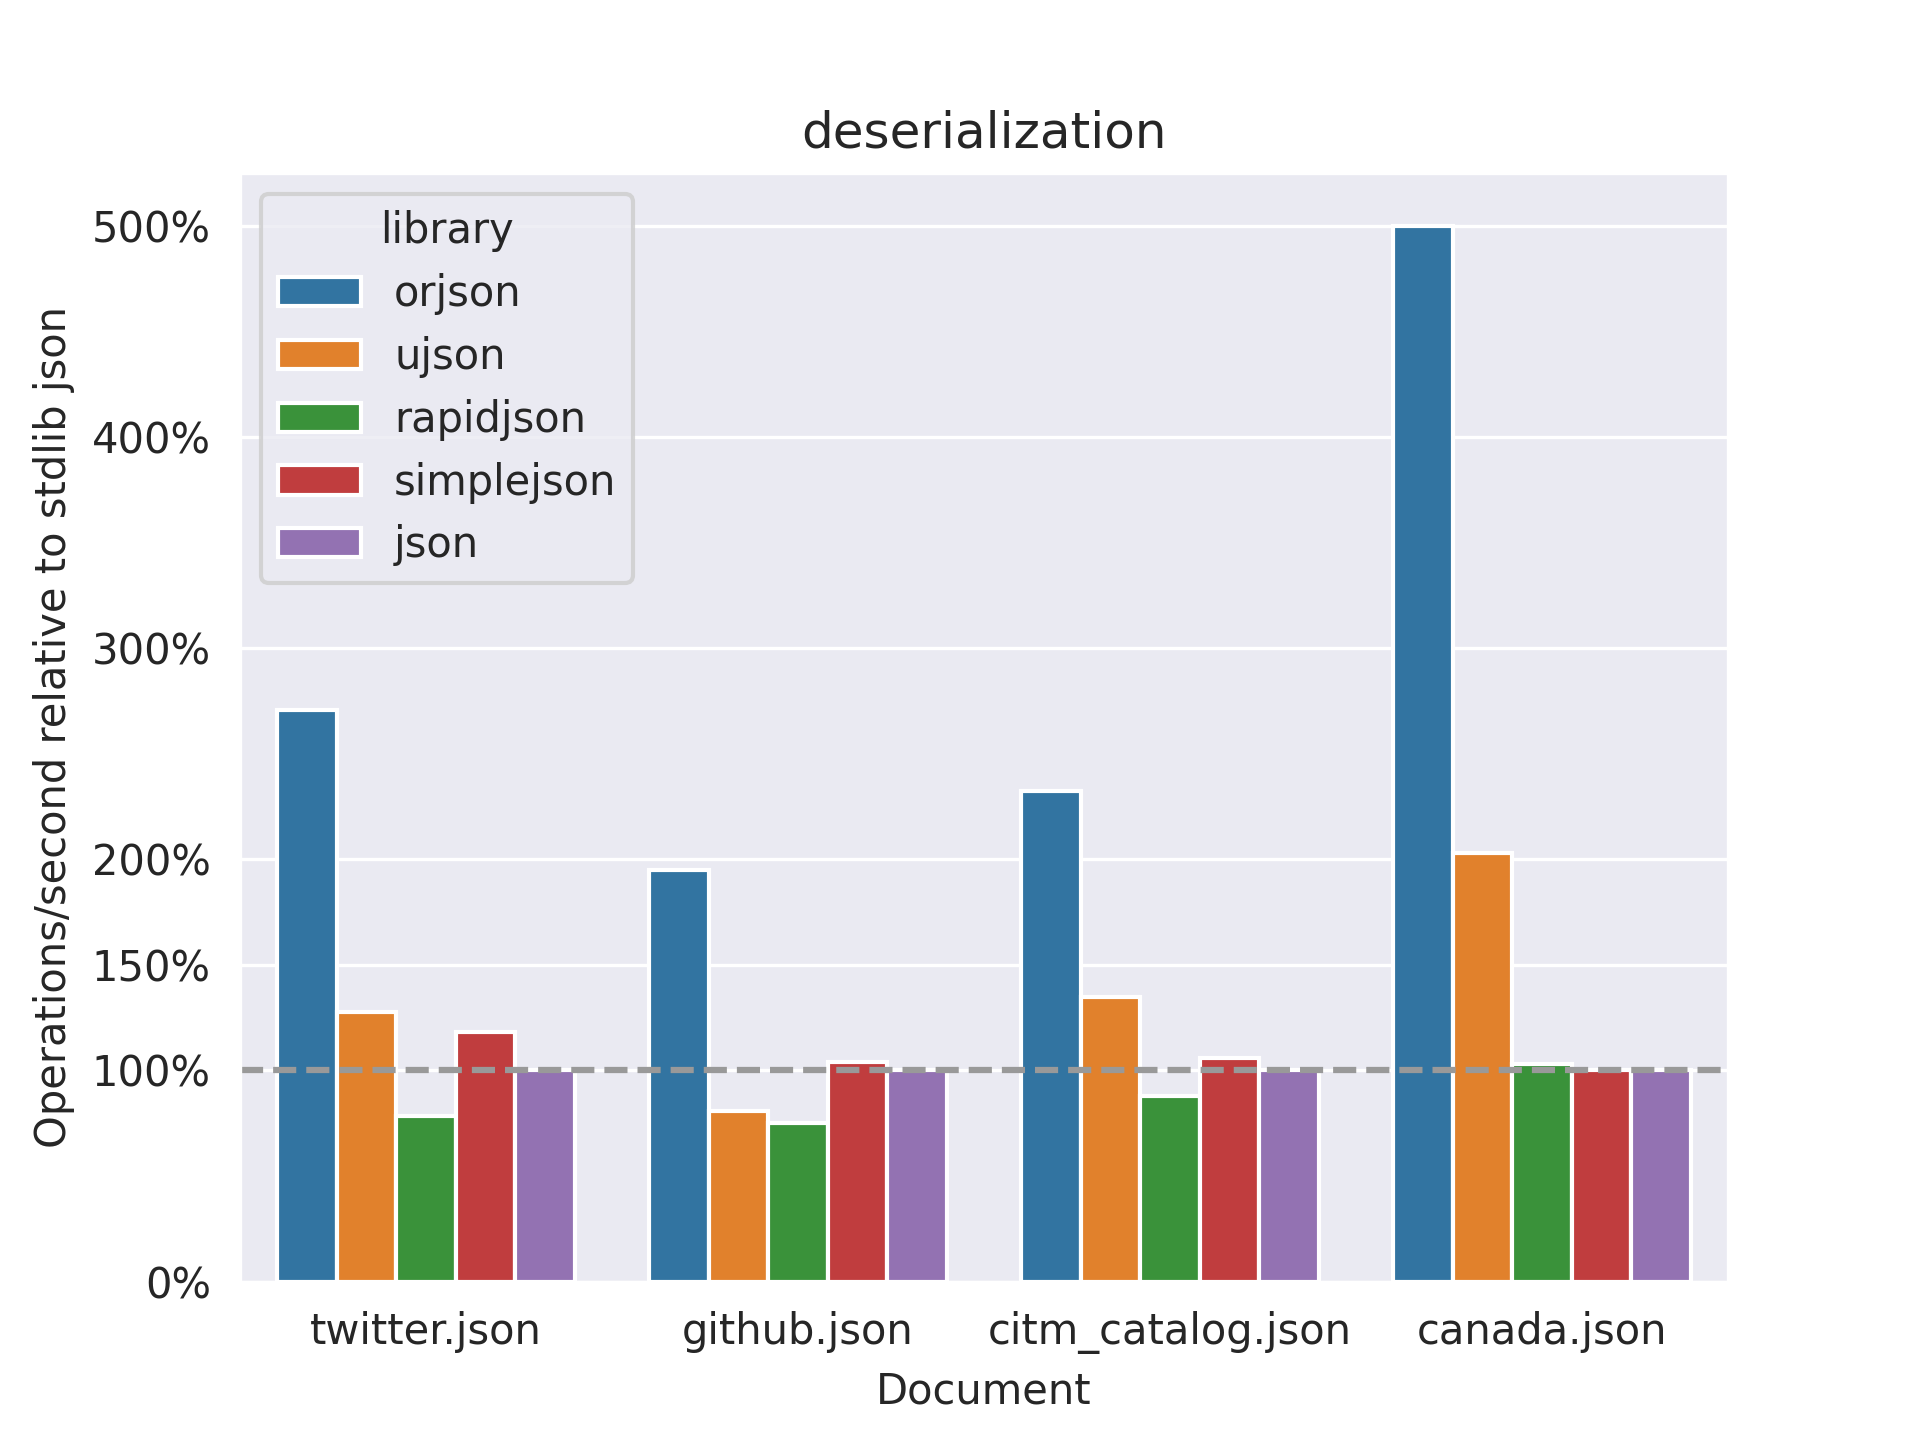 deserialization
Operations/second relative to stdlib json
500%
400%
300%
200%
150%
100%
0%
library
orjson
ujson
rapidjson
simplejson
json
twitter.json
github.json
citm_catalog.json
canada.json
Document